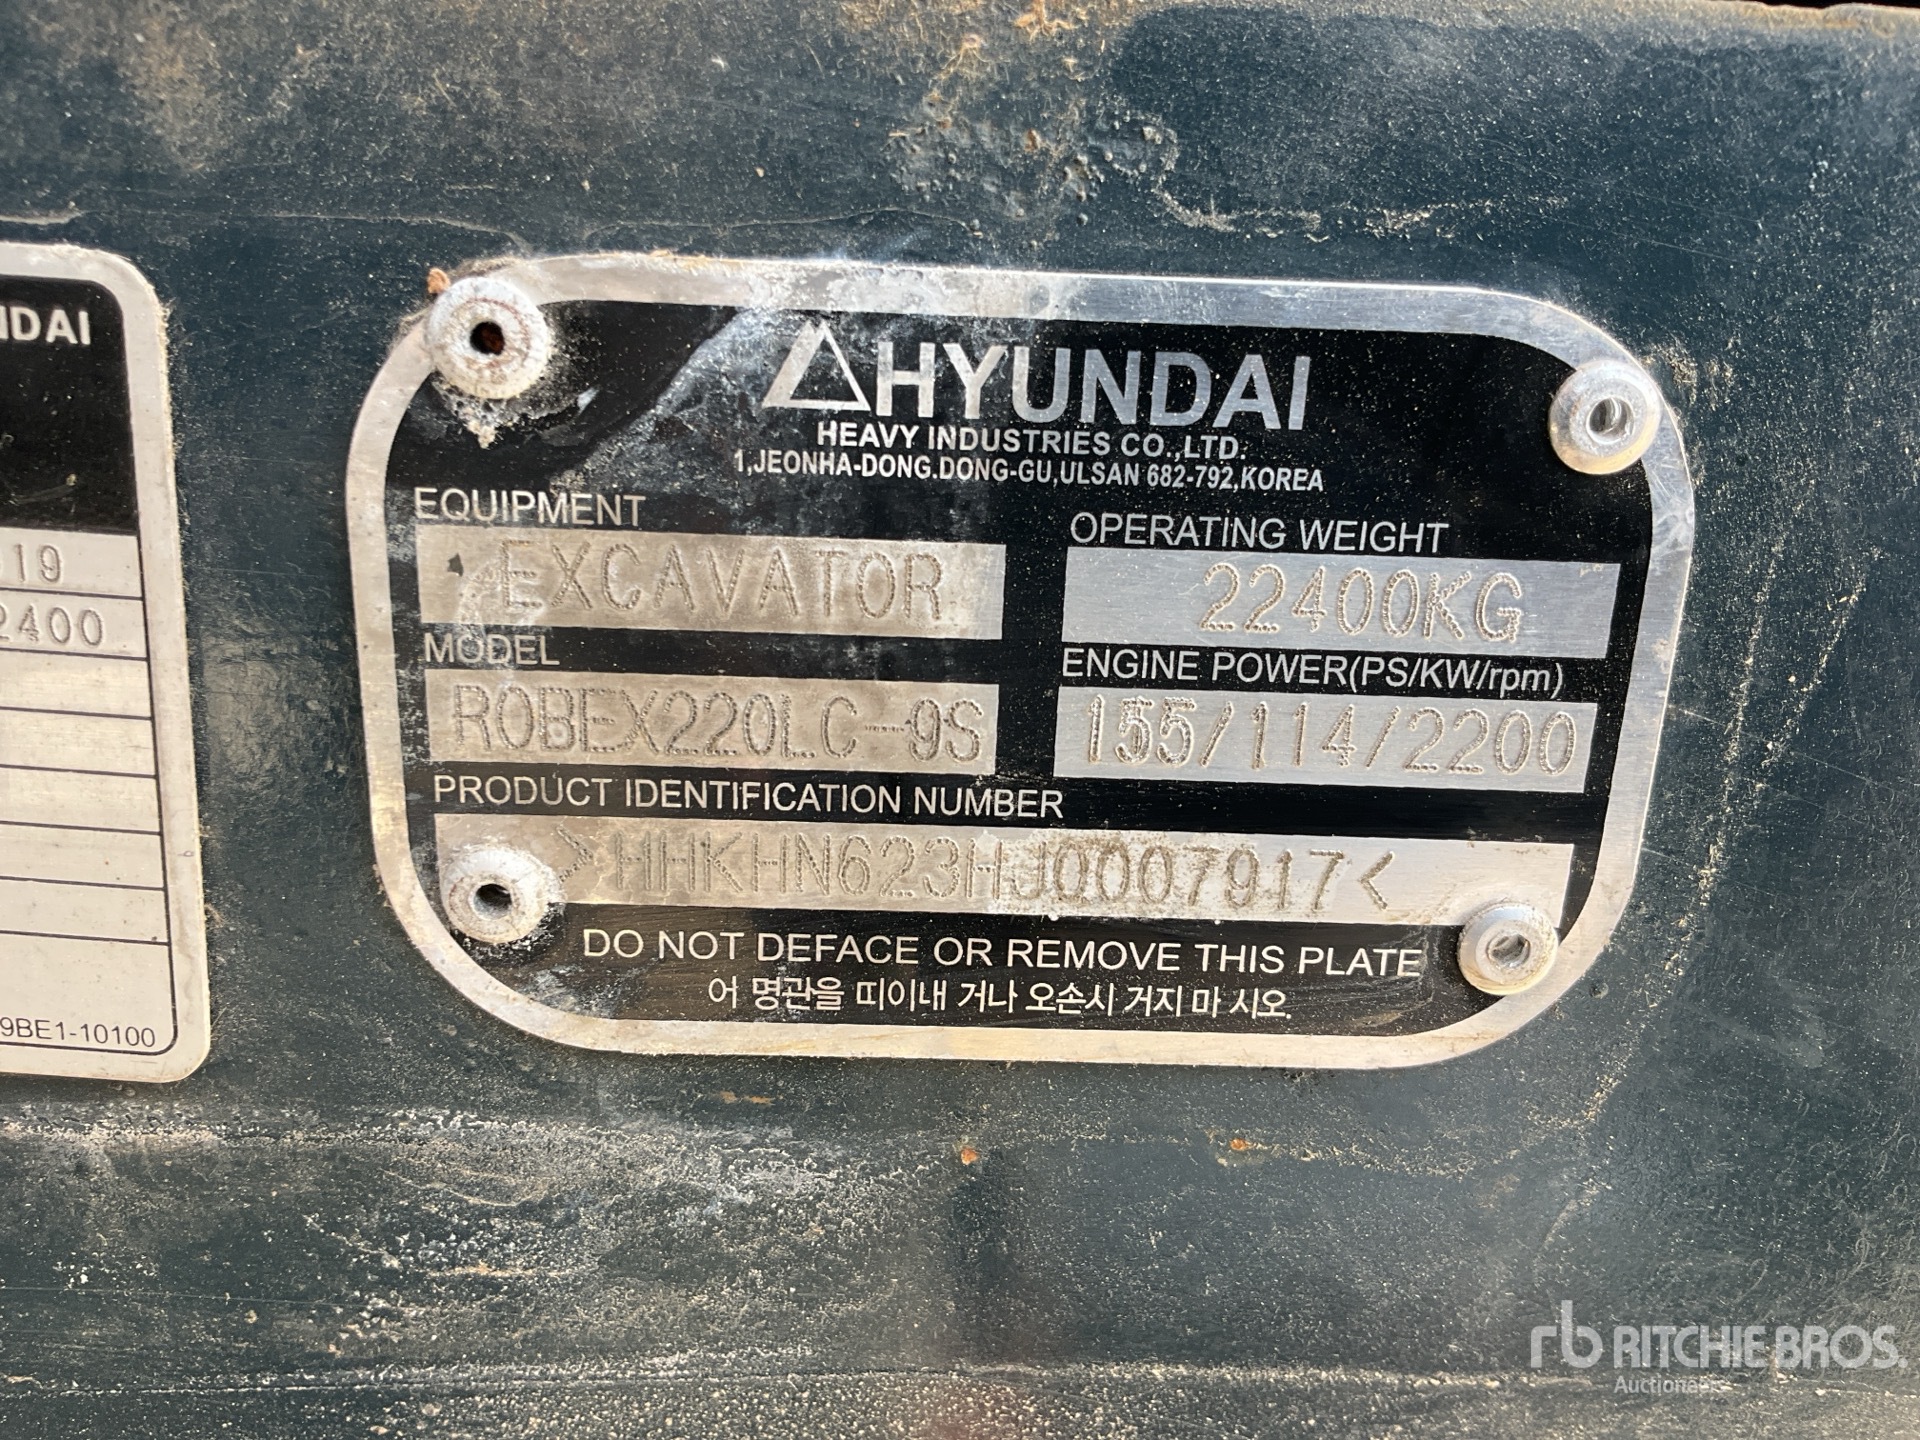 NDAI
19
2400
9BE1-10100
HYUNDAI
HEAVY INDUSTRIES CO.,LTD.
1,JEONHA-DONG.DONG-GU,ULSAN 682-792,KOREA
EQUIPMENT
EXCAVATOR
OPERATING WEIGHT
22400KG
MODEL
ROBEX220LC-9S
ENGINE POWER(PS/KW/rpm)
155/114/2200
PRODUCT IDENTIFICATION NUMBER
>HHKHN623HJ0007917<
DO NOT DEFACE OR REMOVE THIS PLATE
어 명관을 띠이내 거나 오손시 거지 마 시오.
rb RITCHIE BROS.
Auctioneers